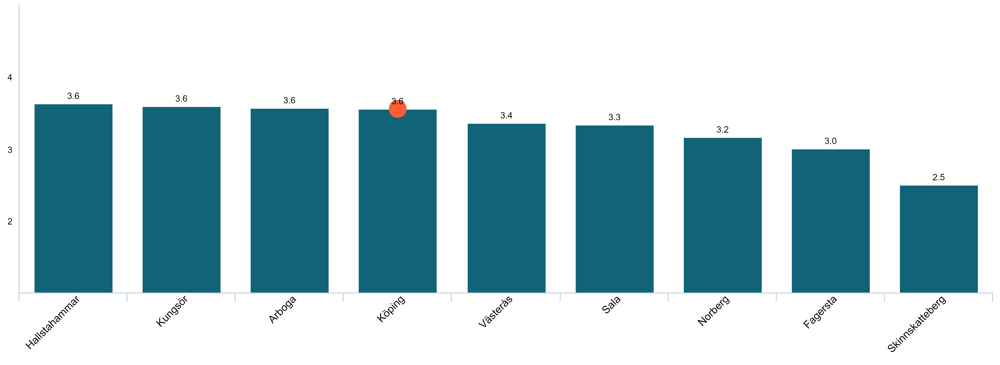 4
3
2
3.6
3.6
3.6
3.6
3.4
3.3
3.2
3.0
2.5
Hallstahammar
Kungsör
Arboga
Köping
Västerås
Sala
Norberg
Fagersta
Skinnskatteberg